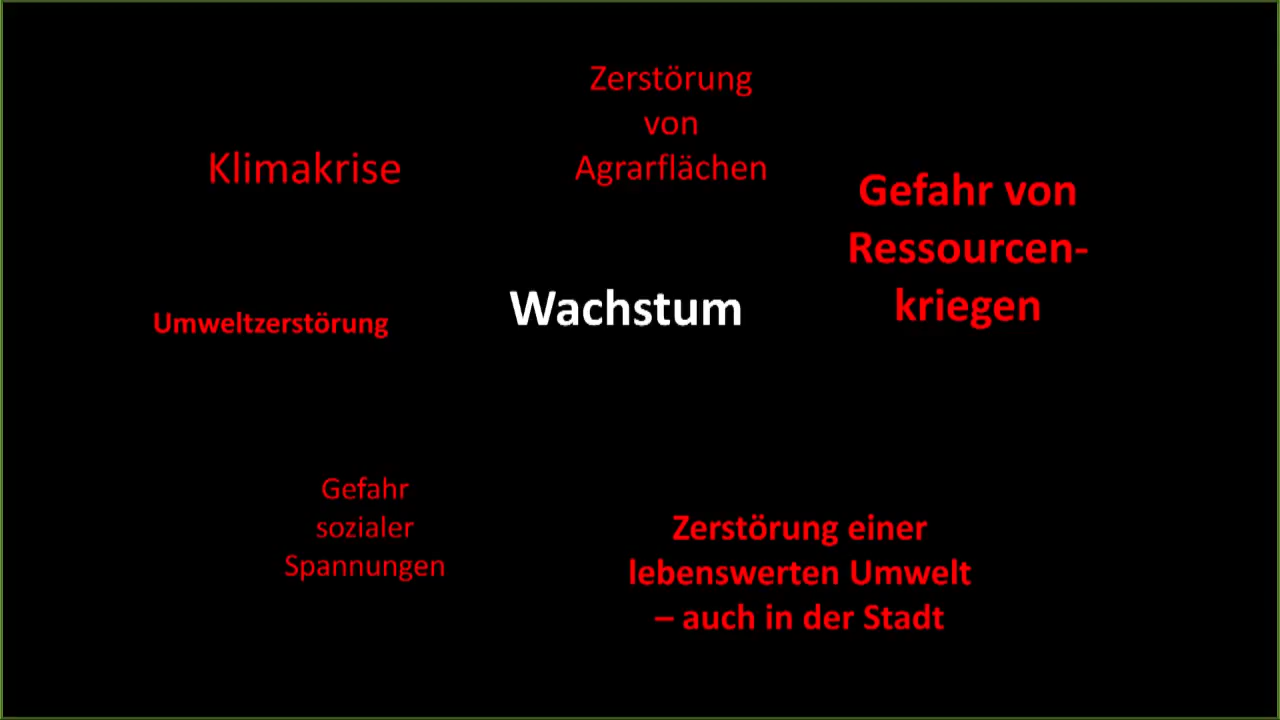 Zerstörung
von
Agrarflächen
Klimakrise
Gefahr von
Ressourcen-
kriegen
Wachstum
Umweltzerstörung
Gefahr
sozialer
Spannungen
Zerstörung einer
lebenswerten Umwelt
– auch in der Stadt